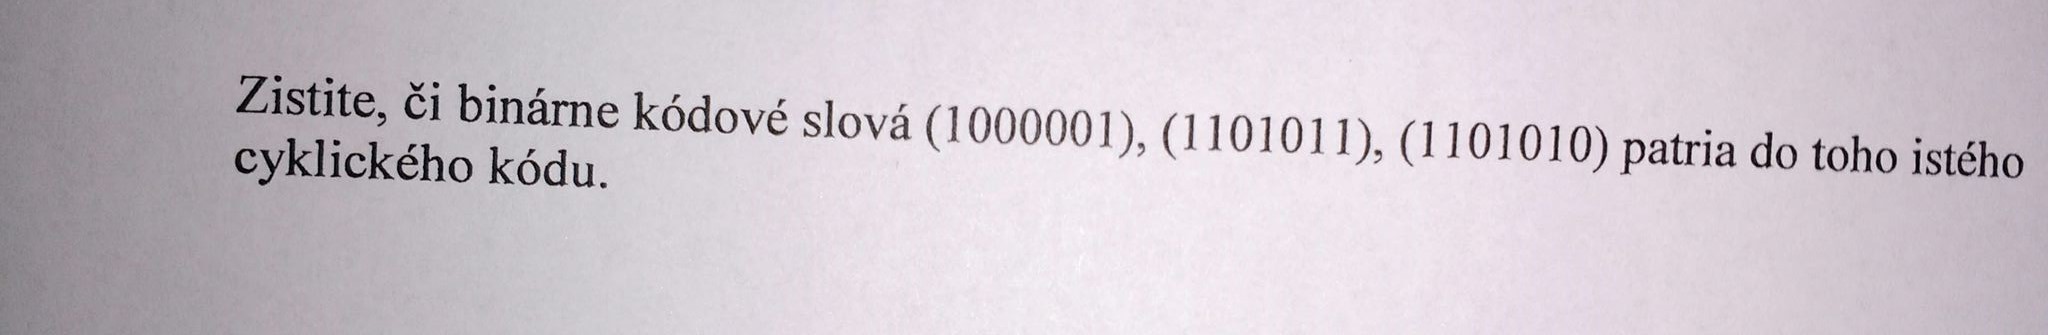 Zistite, či binárne kódové slová (1000001), (1101011), (1101010) patria do toho istého
cyklického kódu.